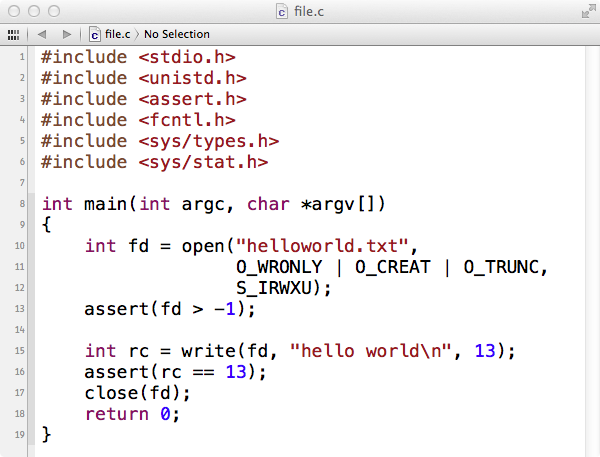 file.c
file.c 〉 No Selection
1 #include <stdio.h>
2 #include <unistd.h>
3 #include <assert.h>
4 #include <fcntl.h>
5 #include <sys/types.h>
6 #include <sys/stat.h>
7
8 int main(int argc, char *argv[])
9 {
10     int fd = open("helloworld.txt",
11                   O_WRONLY | O_CREAT | O_TRUNC,
12                   S_IRWXU);
13     assert(fd > -1);
14
15     int rc = write(fd, "hello world\n", 13);
16     assert(rc == 13);
17     close(fd);
18     return 0;
19 }